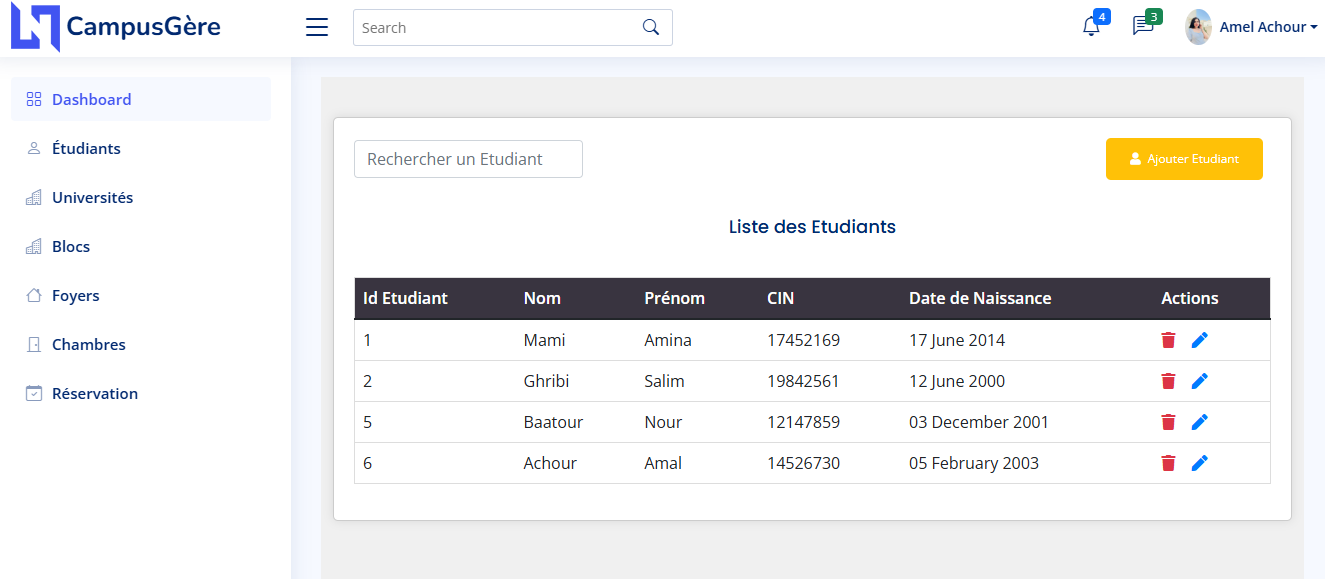 CampusGère
Search
4
3
Amel Achour
Dashboard
Étudiants
Universités
Blocs
Foyers
Chambres
Réservation
Rechercher un Etudiant
Ajouter Etudiant
Liste des Etudiants
Id Etudiant Nom Prénom CIN Date de Naissance Actions
1 Mami Amina 17452169 17 June 2014
2 Ghribi Salim 19842561 12 June 2000
5 Baatour Nour 12147859 03 December 2001
6 Achour Amal 14526730 05 February 2003